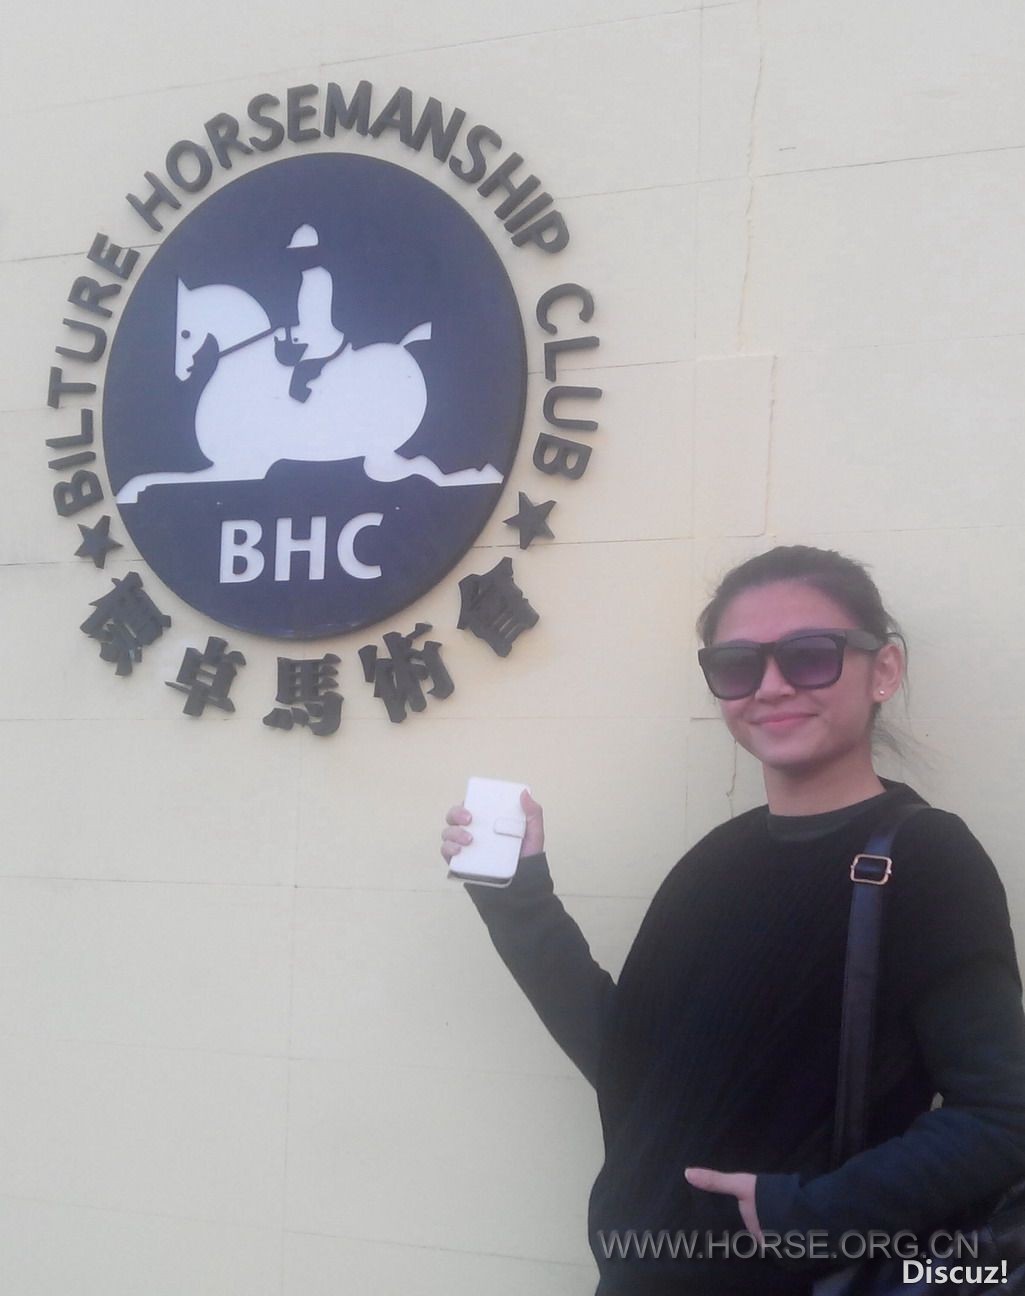 BILTURE HORSEMANSHIP CLUB
BHC
卓馬術會
WWW.HORSE.ORG.CN
Discuz!